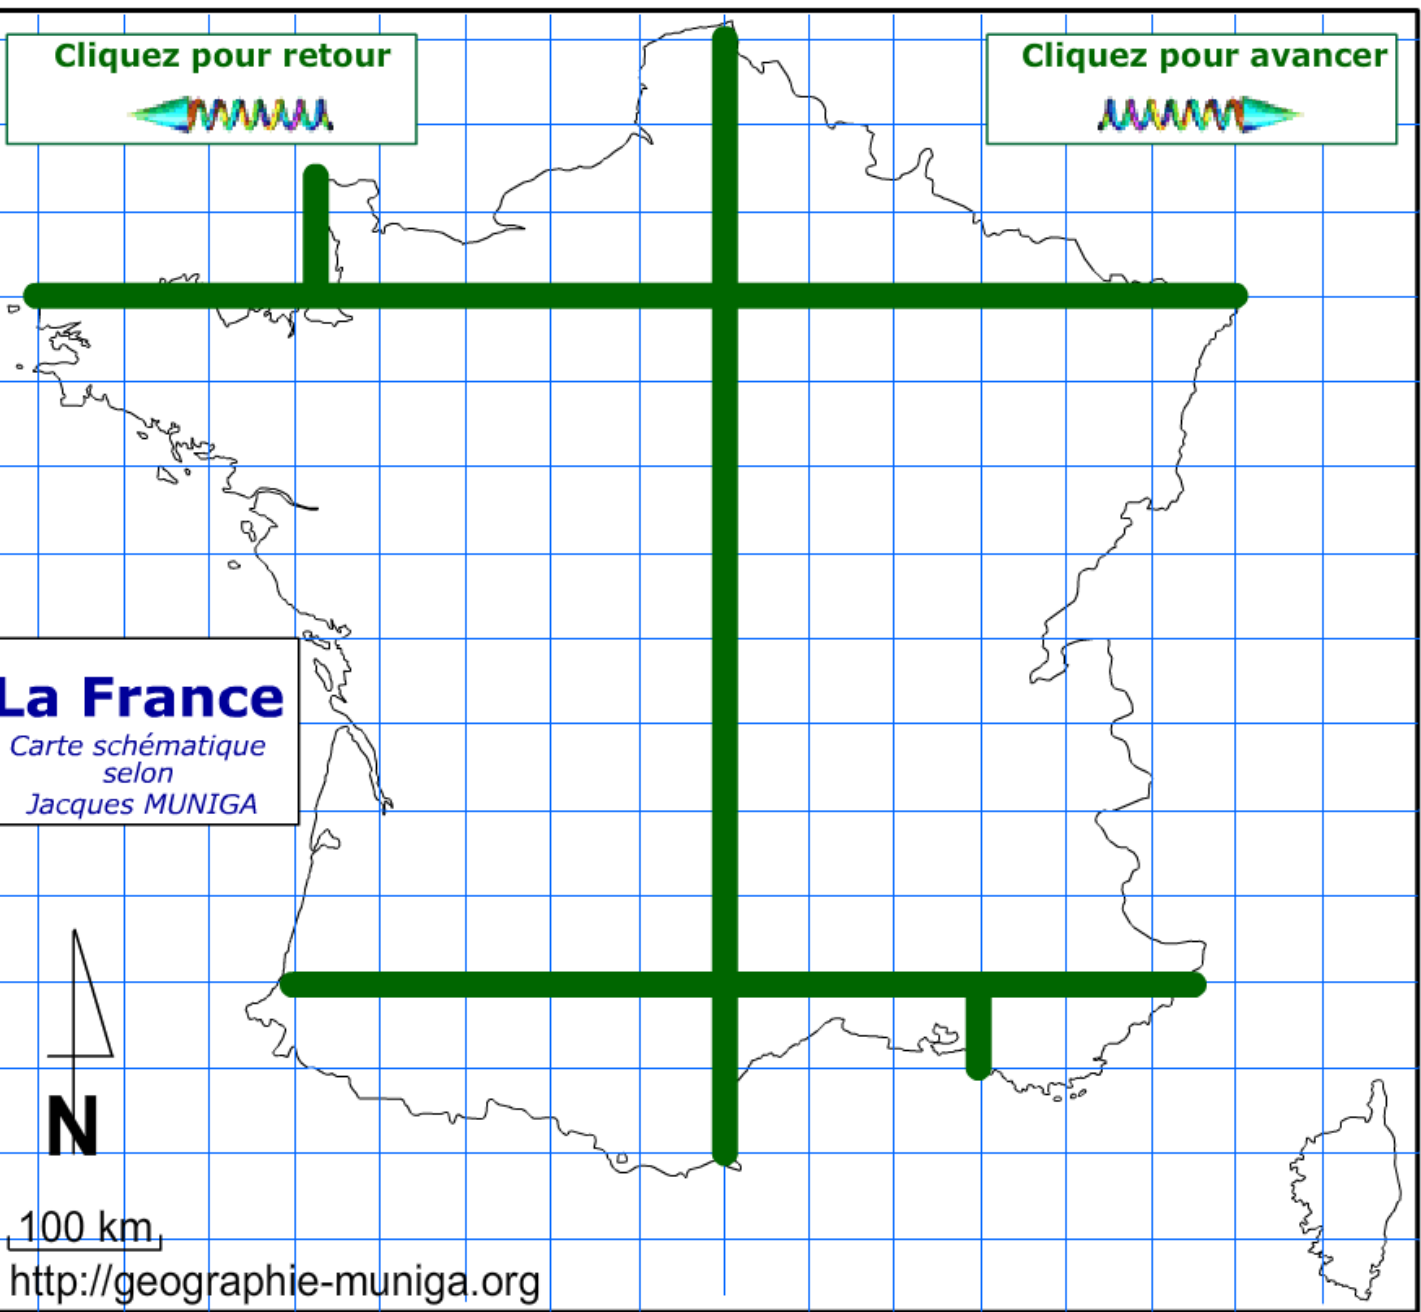 Cliquez pour retour
Cliquez pour avancer
La France
Carte schématique
selon
Jacques MUNIGA
N
100 km
http://geographie-muniga.org